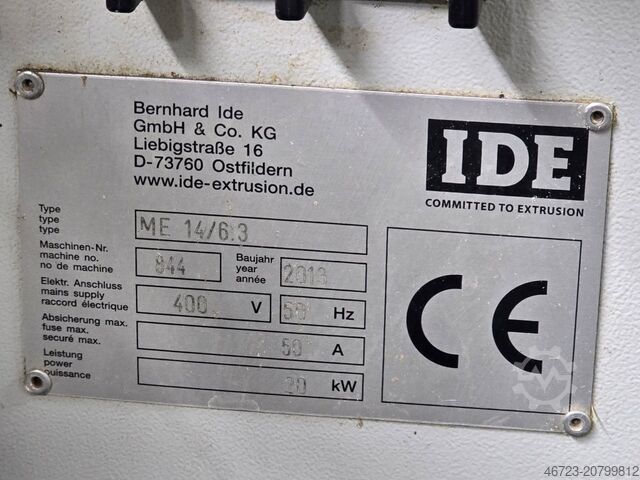 Bernhard Ide
GmbH & Co. KG
Liebigstraße 16
D-73760 Ostfildern
www.ide-extrusion.de
IDE
COMMITTED TO EXTRUSION
Type
type
type
ME 14/6.3
Maschinen-Nr.
machine no.
no de machine
844
Baujahr
year
année
Elektr. Anschluss
mains supply
raccord électrique
400 V
50 Hz
Absicherung max.
fuse max.
securé max.
50 A
Leistung
power
puissance
kW
CE
46723-20799812